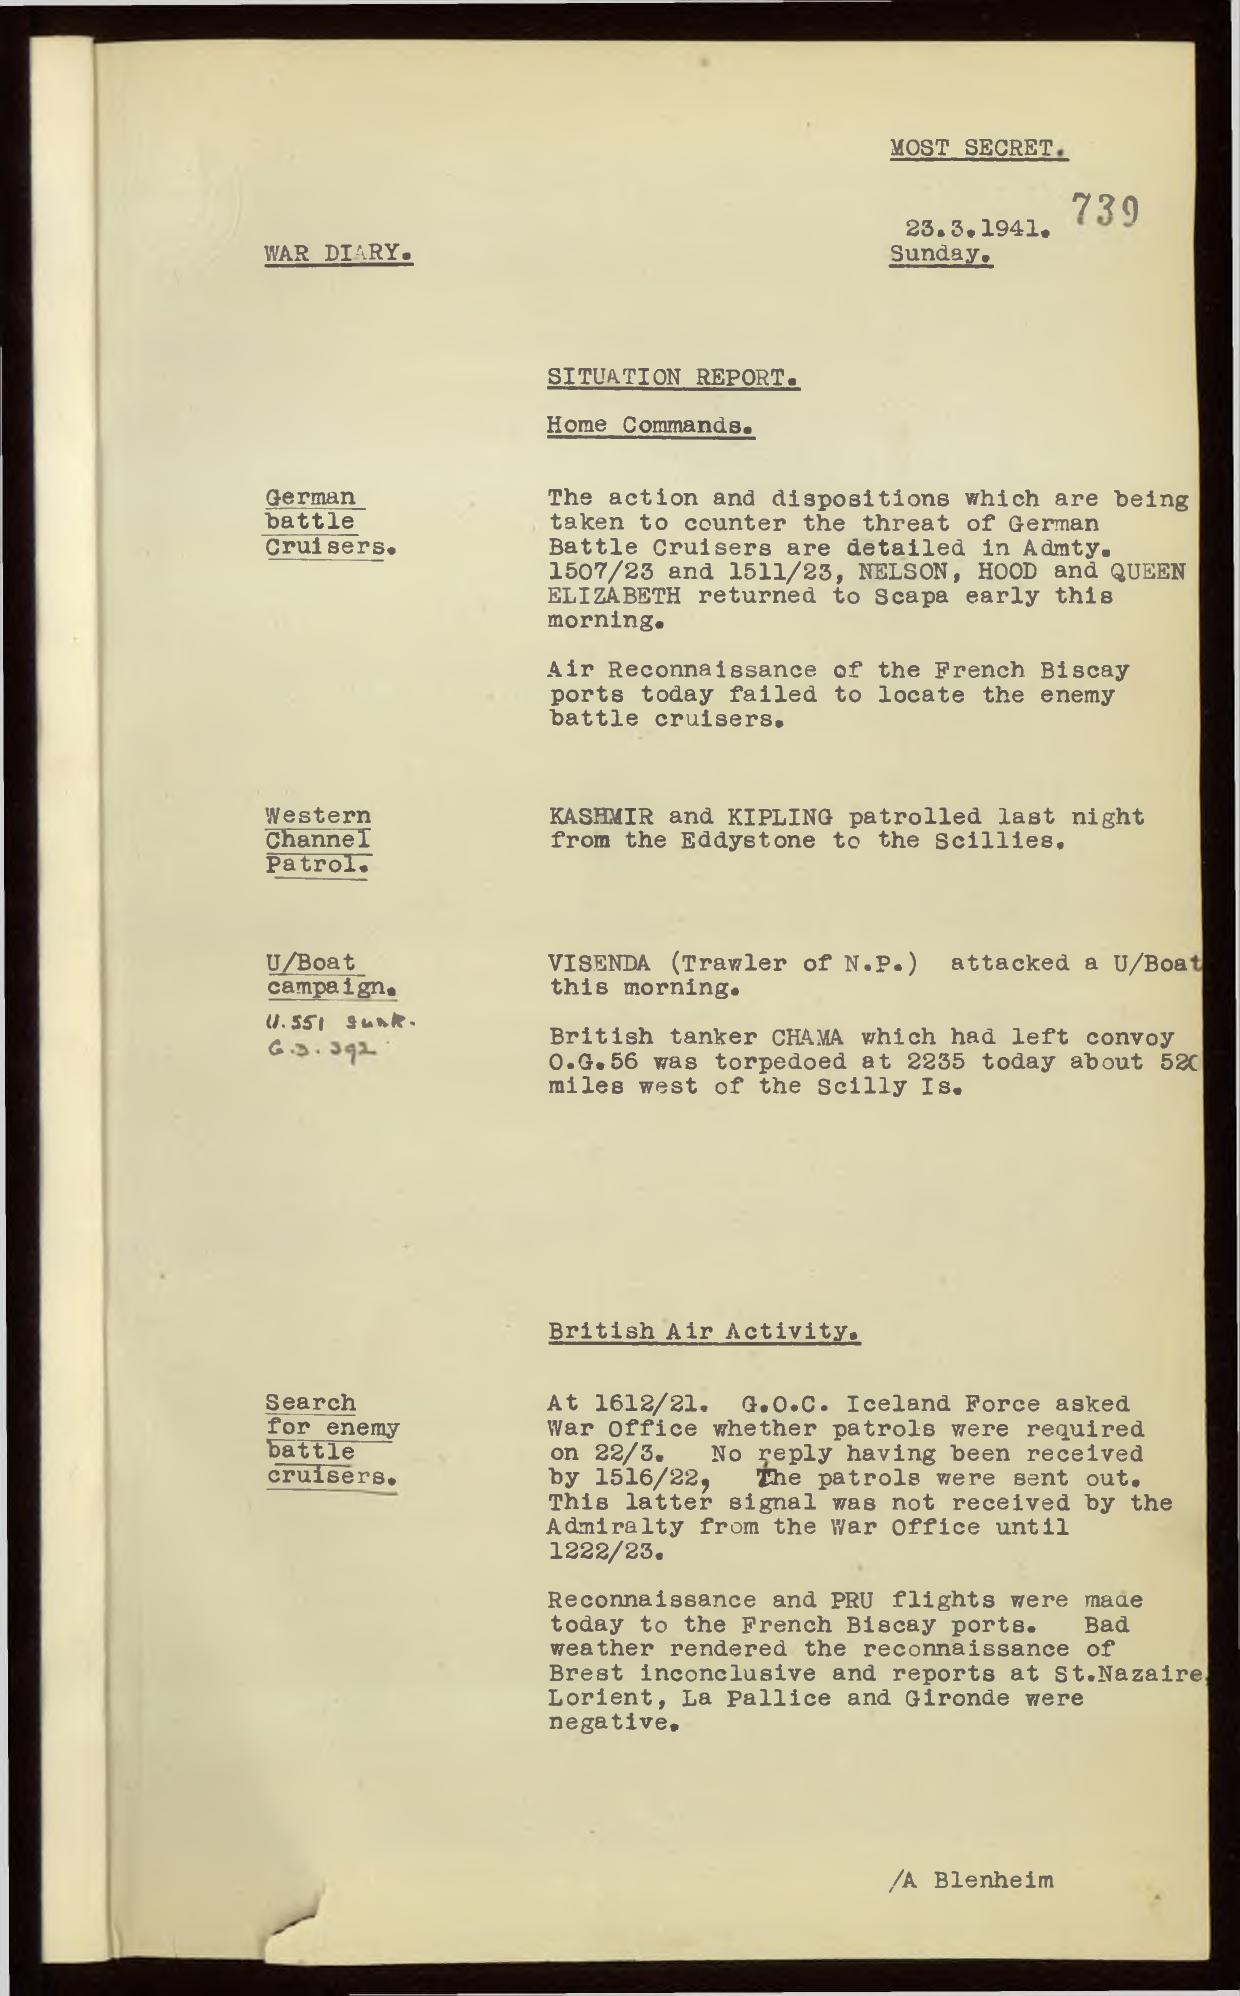 MOST SECRET.
739
23.3.1941.
WAR DIARY.
Sunday.
SITUATION REPORT.
Home Commands.
German
battle
Cruisers.
The action and dispositions which are being
taken to counter the threat of German
Battle Cruisers are detailed in Admty.
1507/23 and 1511/23, NELSON, HOOD and QUEEN
ELIZABETH returned to Scapa early this
morning.
Air Reconnaissance of the French Biscay
ports today failed to locate the enemy
battle cruisers.
Western
Channel
Patrol.
KASHMIR and KIPLING patrolled last night
from the Eddystone to the Scillies.
U/Boat
campaign.
U.551 Sunk.
G.3.392
VISENDA (Trawler of N.P.) attacked a U/Boat
this morning.
British tanker CHAMA which had left convoy
O.G.56 was torpedoed at 2235 today about 520
miles west of the Scilly Is.
British Air Activity.
Search
for enemy
battle
cruisers.
At 1612/21. G.O.C. Iceland Force asked
War Office whether patrols were required
on 22/3. No reply having been received
by 1516/22, The patrols were sent out.
This latter signal was not received by the
Admiralty from the War Office until
1222/23.
Reconnaissance and PRU flights were made
today to the French Biscay ports. Bad
weather rendered the reconnaissance of
Brest inconclusive and reports at St.Nazaire,
Lorient, La Pallice and Gironde were
negative.
/A Blenheim